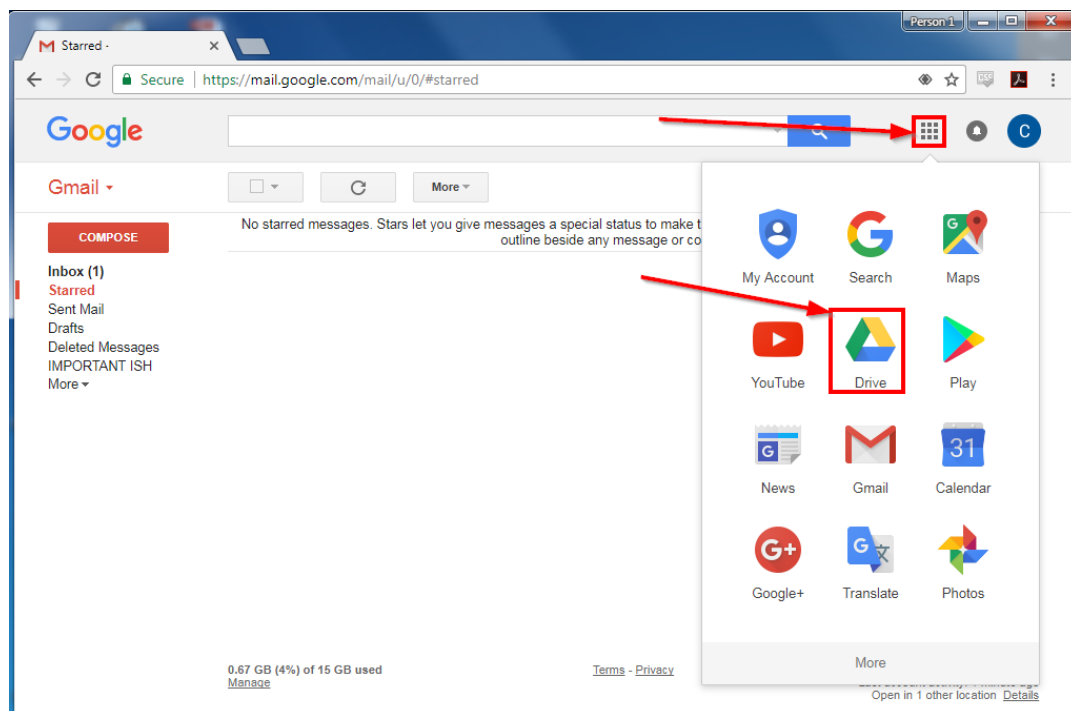 Person 1
Starred -
Secure | https://mail.google.com/mail/u/0/#starred
Google
C
Gmail
More
COMPOSE
No starred messages. Stars let you give messages a special status to make t
outline beside any message or co
Inbox (1)
Starred
Sent Mail
Drafts
Deleted Messages
IMPORTANT ISH
More
My Account
Search
Maps
YouTube
Drive
Play
News
Gmail
31
Calendar
G+
Google+
Translate
Photos
More
0.67 GB (4%) of 15 GB used
Manage
Terms - Privacy
Open in 1 other location Details